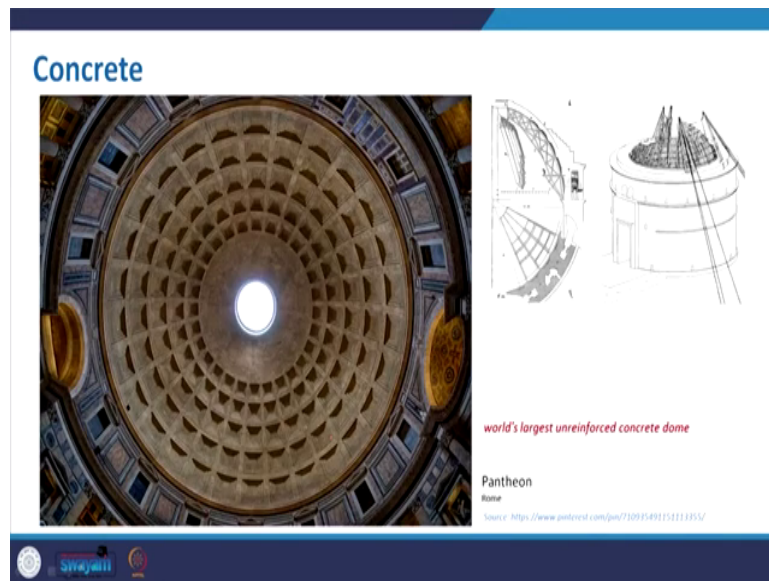 Concrete
world's largest unreinforced concrete dome
Pantheon
Rome
Source: https://www.pinterest.com/pin/710935491151113355/
swayam